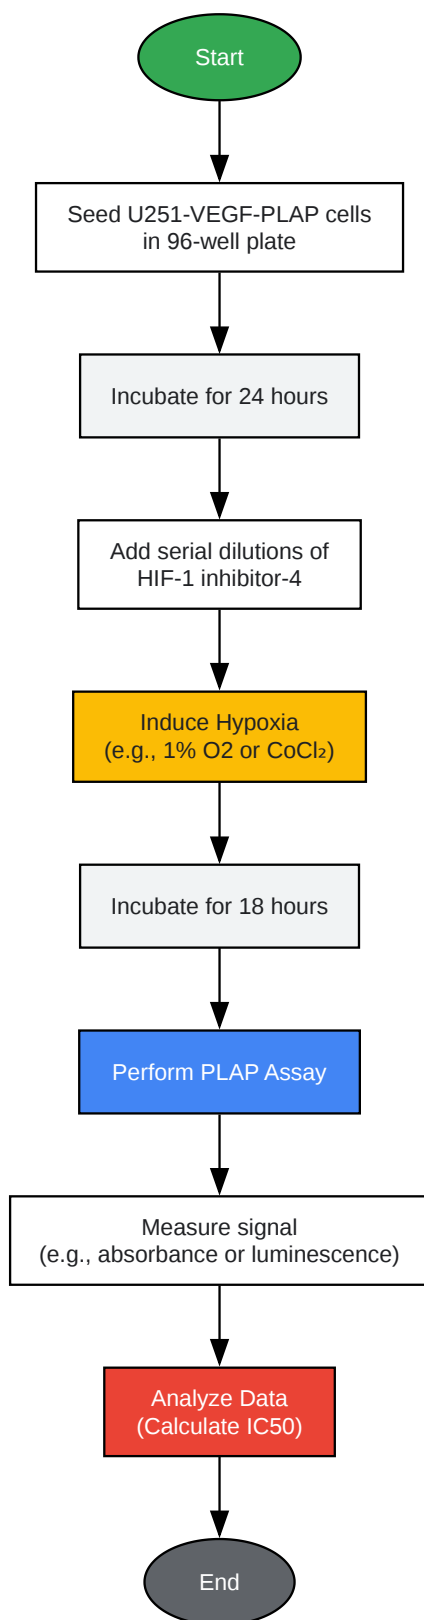 Start
Seed U251-VEGF-PLAP cells
in 96-well plate
Incubate for 24 hours
Add serial dilutions of
HIF-1 inhibitor-4
Induce Hypoxia
(e.g., 1% O2 or CoCl₂)
Incubate for 18 hours
Perform PLAP Assay
Measure signal
(e.g., absorbance or luminescence)
Analyze Data
(Calculate IC50)
End